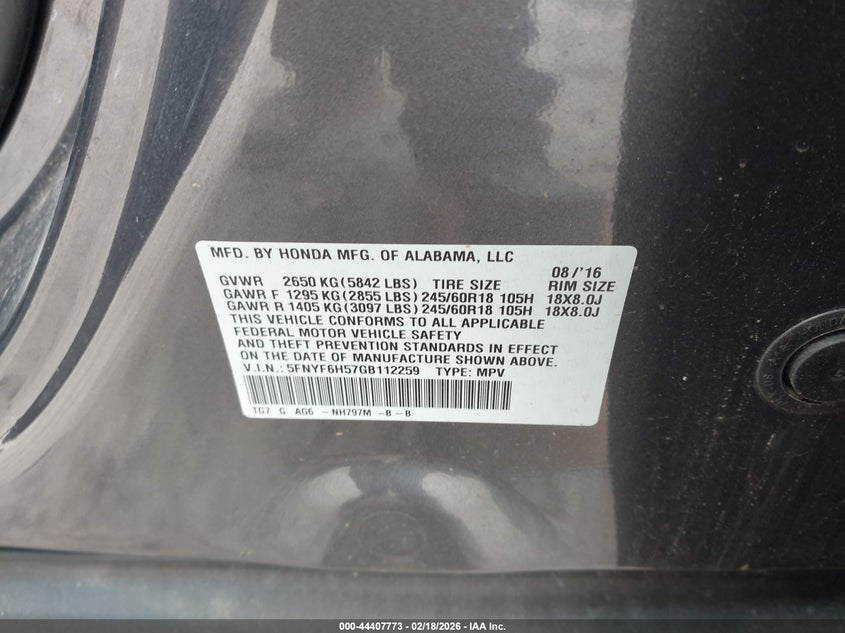 MFD. BY HONDA MFG. OF ALABAMA, LLC
08/'16
GVWR 2650 KG(5842 LBS) TIRE SIZE RIM SIZE
GAWR F 1295 KG(2855 LBS) 245/60R18 105H 18X8.0J
GAWR R 1405 KG(3097 LBS) 245/60R18 105H 18X8.0J
THIS VEHICLE CONFORMS TO ALL APPLICABLE
FEDERAL MOTOR VEHICLE SAFETY
AND THEFT PREVENTION STANDARDS IN EFFECT
ON THE DATE OF MANUFACTURE SHOWN ABOVE.
V.I.N.: 5FNYF6H57GB112259 TYPE: MPV
TG7 G AG6 -NH797M -B-B
000-44407773 - 02/18/2026 - IAA Inc.